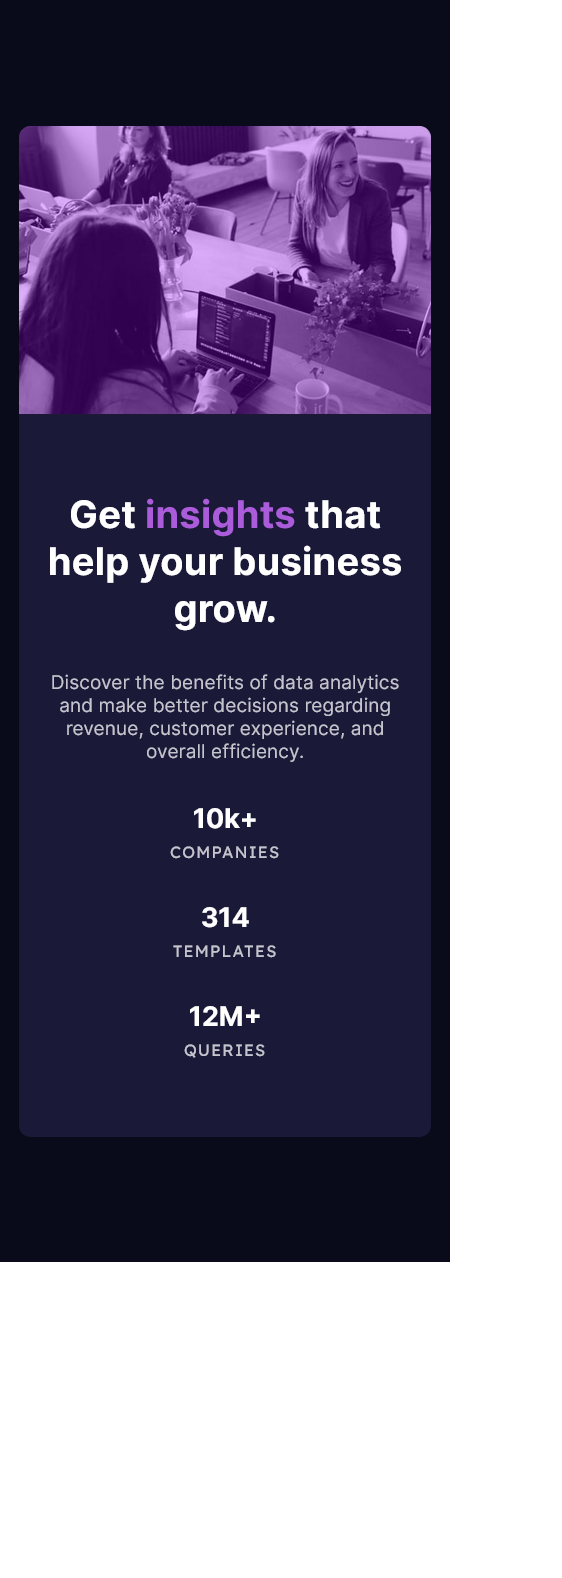 Get insights that
help your business
grow.
Discover the benefits of data analytics
and make better decisions regarding
revenue, customer experience, and
overall efficiency.
10k+
COMPANIES
314
TEMPLATES
12M+
QUERIES